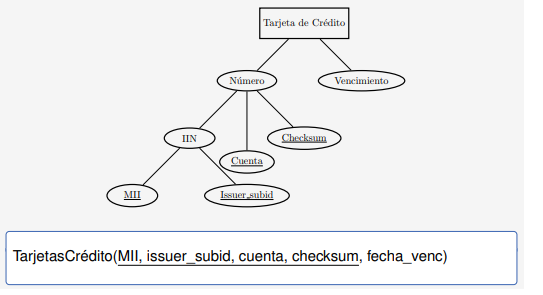 Tarjeta de Crédito
Número
Vencimiento
IIN
Checksum
Cuenta
MII
Issuer_subid
TarjetasCrédito(MII, issuer_subid, cuenta, checksum, fecha_venc)